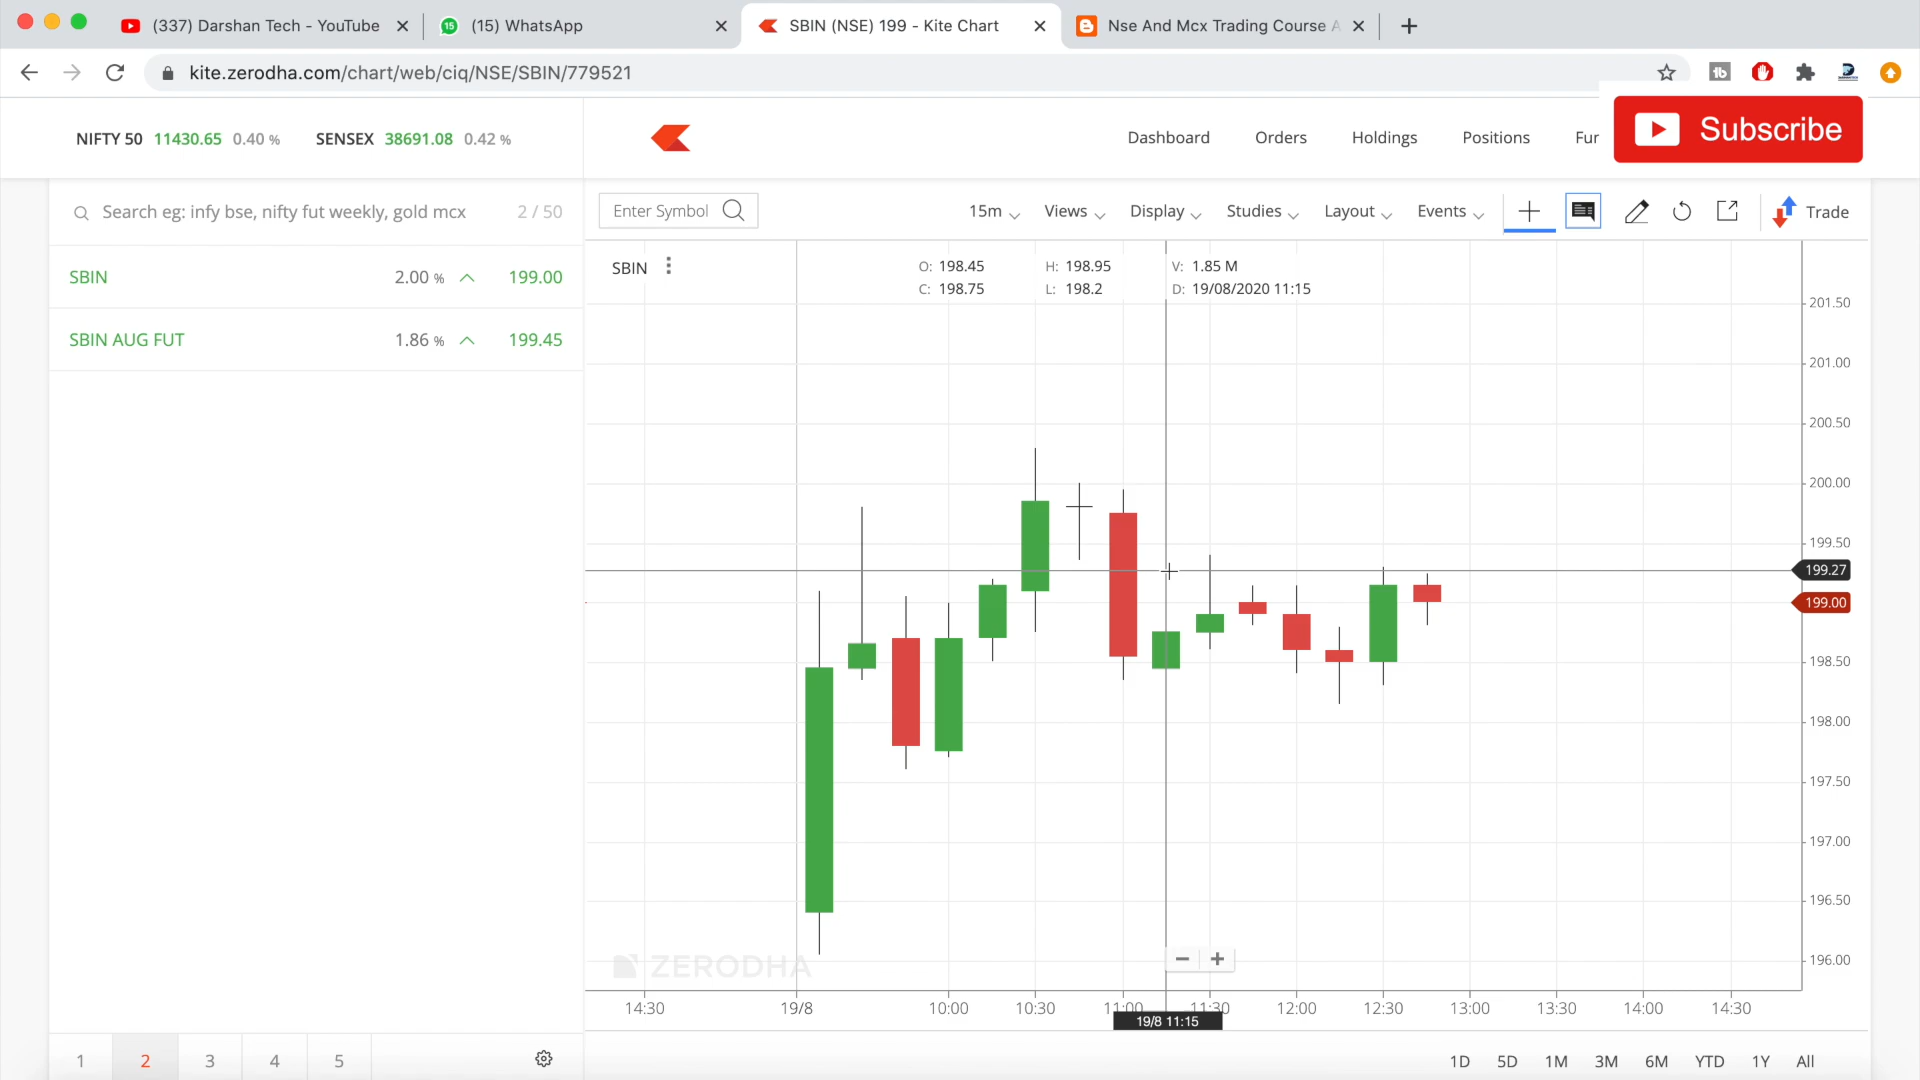 (337) Darshan Tech - YouTube
15 (15) WhatsApp
SBIN (NSE) 199 - Kite Chart
Nse And Mcx Trading Course A
kite.zerodha.com/chart/web/ciq/NSE/SBIN/779521
NIFTY 50 11430.65 0.40 % SENSEX 38691.08 0.42 %
Dashboard Orders Holdings Positions Fur
Subscribe
Search eg: infy bse, nifty fut weekly, gold mcx 2 / 50
Enter Symbol 15m Views Display Studies Layout Events Trade
SBIN 2.00 % 199.00
SBIN AUG FUT 1.86 % 199.45
SBIN
O: 198.45 H: 198.95 V: 1.85 M
C: 198.75 L: 198.2 D: 19/08/2020 11:15
201.50
201.00
200.50
200.00
199.50
199.27
199.00
198.50
198.00
197.50
197.00
196.50
196.00
ZERODHA
14:30 19/8 10:00 10:30 11:00 11:30 12:00 12:30 13:00 13:30 14:00 14:30
19/8 11:15
1 2 3 4 5
1D 5D 1M 3M 6M YTD 1Y All